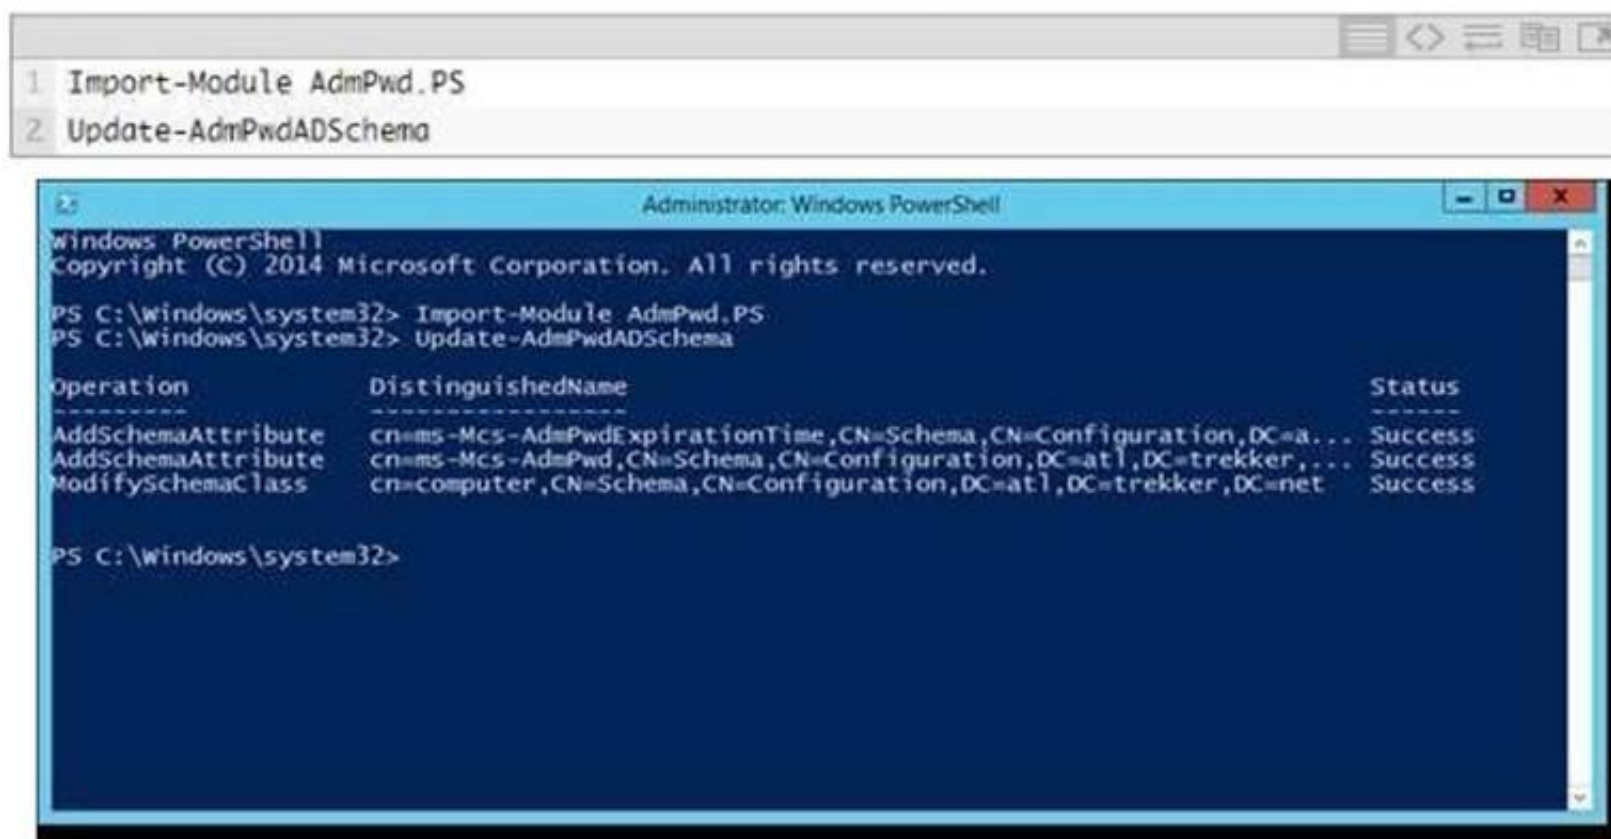 1 Import-Module AdmPwd.PS
2 Update-AdmPwdADSchema
Administrator: Windows PowerShell
Windows PowerShell
Copyright (C) 2014 Microsoft Corporation. All rights reserved.
PS C:\Windows\system32> Import-Module AdmPwd.PS
PS C:\Windows\system32> Update-AdmPwdADSchema
Operation DistinguishedName Status
--------- ----------------- ------
AddSchemaAttribute cn=ms-Mcs-AdmPwdExpirationTime,CN=Schema,CN=Configuration,DC=a... Success
AddSchemaAttribute cn=ms-Mcs-AdmPwd,CN=Schema,CN=Configuration,DC=atl,DC=trekker,... Success
ModifySchemaClass cn=computer,CN=Schema,CN=Configuration,DC=atl,DC=trekker,DC=net Success
PS C:\Windows\system32>